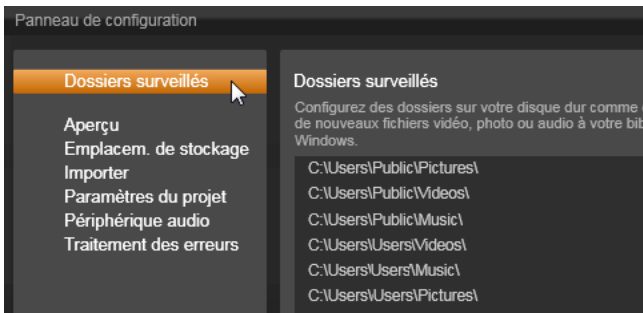 Panneau de configuration
Dossiers surveillés
Aperçu
Emplacem. de stockage
Importer
Paramètres du projet
Périphérique audio
Traitement des erreurs
Dossiers surveillés
Configurez des dossiers sur votre disque dur comme
de nouveaux fichiers vidéo, photo ou audio à votre
Windows.
C:\Users\Public\Pictures\
C:\Users\Public\Videos\
C:\Users\Public\Music\
C:\Users\Users\Videos\
C:\Users\Users\Music\
C:\Users\Users\Pictures\